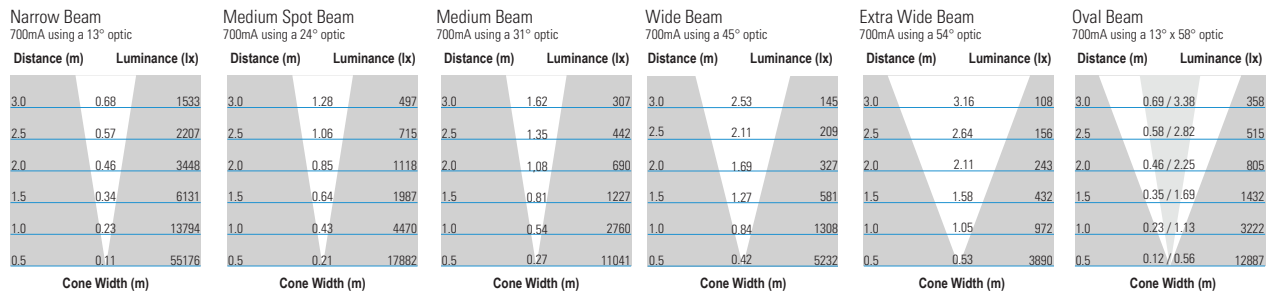 Narrow Beam
700mA using a 13° optic
Distance (m) Luminance (lx)
3.0 0.68 1533
2.5 0.57 2207
2.0 0.46 3448
1.5 0.34 6131
1.0 0.23 13794
0.5 0.11 55176
Cone Width (m)
Medium Spot Beam
700mA using a 24° optic
Distance (m) Luminance (lx)
3.0 1.28 497
2.5 1.06 715
2.0 0.85 1118
1.5 0.64 1987
1.0 0.43 4470
0.5 0.21 17882
Cone Width (m)
Medium Beam
700mA using a 31° optic
Distance (m) Luminance (lx)
3.0 1.62 307
2.5 1.35 442
2.0 1,08 690
1.5 0.81 1227
1.0 0.54 2760
0.5 0.27 11041
Cone Width (m)
Wide Beam
700mA using a 45° optic
Distance (m) Luminance (lx)
3.0 2.53 145
2.5 2.11 209
2.0 1.69 327
1.5 1.27 581
1.0 0.84 1308
0.5 0.42 5232
Cone Width (m)
Extra Wide Beam
700mA using a 54° optic
Distance (m) Luminance (lx)
3.0 3.16 108
2.5 2.64 156
2.0 2.11 243
1.5 1.58 432
1.0 1.05 972
0.5 0.53 3890
Cone Width (m)
Oval Beam
700mA using a 13° x 58° optic
Distance (m) Luminance (lx)
3.0 0.69 / 3.38 358
2.5 0.58 / 2.82 515
2.0 0.46 / 2.25 805
1.5 0.35 / 1.69 1432
1.0 0.23 / 1.13 3222
0.5 0.12 / 0.56 12887
Cone Width (m)